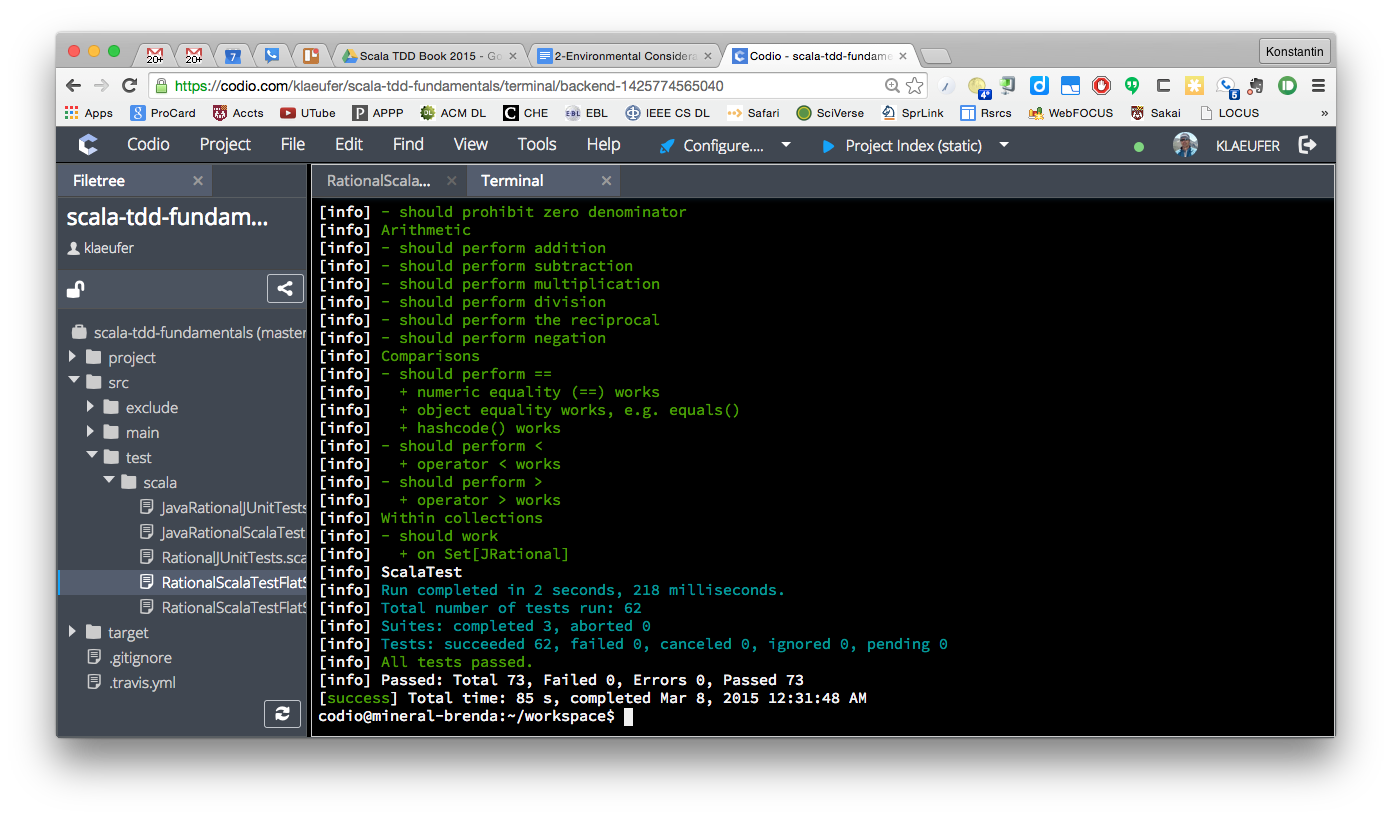 20+ 20+ 7 Scala TDD Book 2015 - Go 2-Environmental Considera Codio - scala-tdd-fundame Konstantin
https://codio.com/klaeufer/scala-tdd-fundamentals/terminal/backend-1425774565040 4+ d 5
Apps ProCard Accts UTube APPP ACM DL CHE EBL IEEE CS DL Safari SciVerse SprLink Rsrcs WebFOCUS Sakai LOCUS »
Codio Project File Edit Find View Tools Help Configure.... Project Index (static) KLAEUFER
Filetree RationalScala... Terminal
scala-tdd-fundam...
klaeufer
scala-tdd-fundamentals (master
project
src
exclude
main
test
scala
JavaRationalJUnitTests
JavaRationalScalaTest
RationalJUnitTests.sca
RationalScalaTestFlatS
RationalScalaTestFlatS
target
.gitignore
.travis.yml
[info] - should prohibit zero denominator
[info] Arithmetic
[info] - should perform addition
[info] - should perform subtraction
[info] - should perform multiplication
[info] - should perform division
[info] - should perform the reciprocal
[info] - should perform negation
[info] Comparisons
[info] - should perform ==
[info]   + numeric equality (==) works
[info]   + object equality works, e.g. equals()
[info]   + hashcode() works
[info] - should perform <
[info]   + operator < works
[info] - should perform >
[info]   + operator > works
[info] Within collections
[info] - should work
[info]   + on Set[JRational]
[info] ScalaTest
[info] Run completed in 2 seconds, 218 milliseconds.
[info] Total number of tests run: 62
[info] Suites: completed 3, aborted 0
[info] Tests: succeeded 62, failed 0, canceled 0, ignored 0, pending 0
[info] All tests passed.
[info] Passed: Total 73, Failed 0, Errors 0, Passed 73
[success] Total time: 85 s, completed Mar 8, 2015 12:31:48 AM
codio@mineral-brenda:~/workspace$